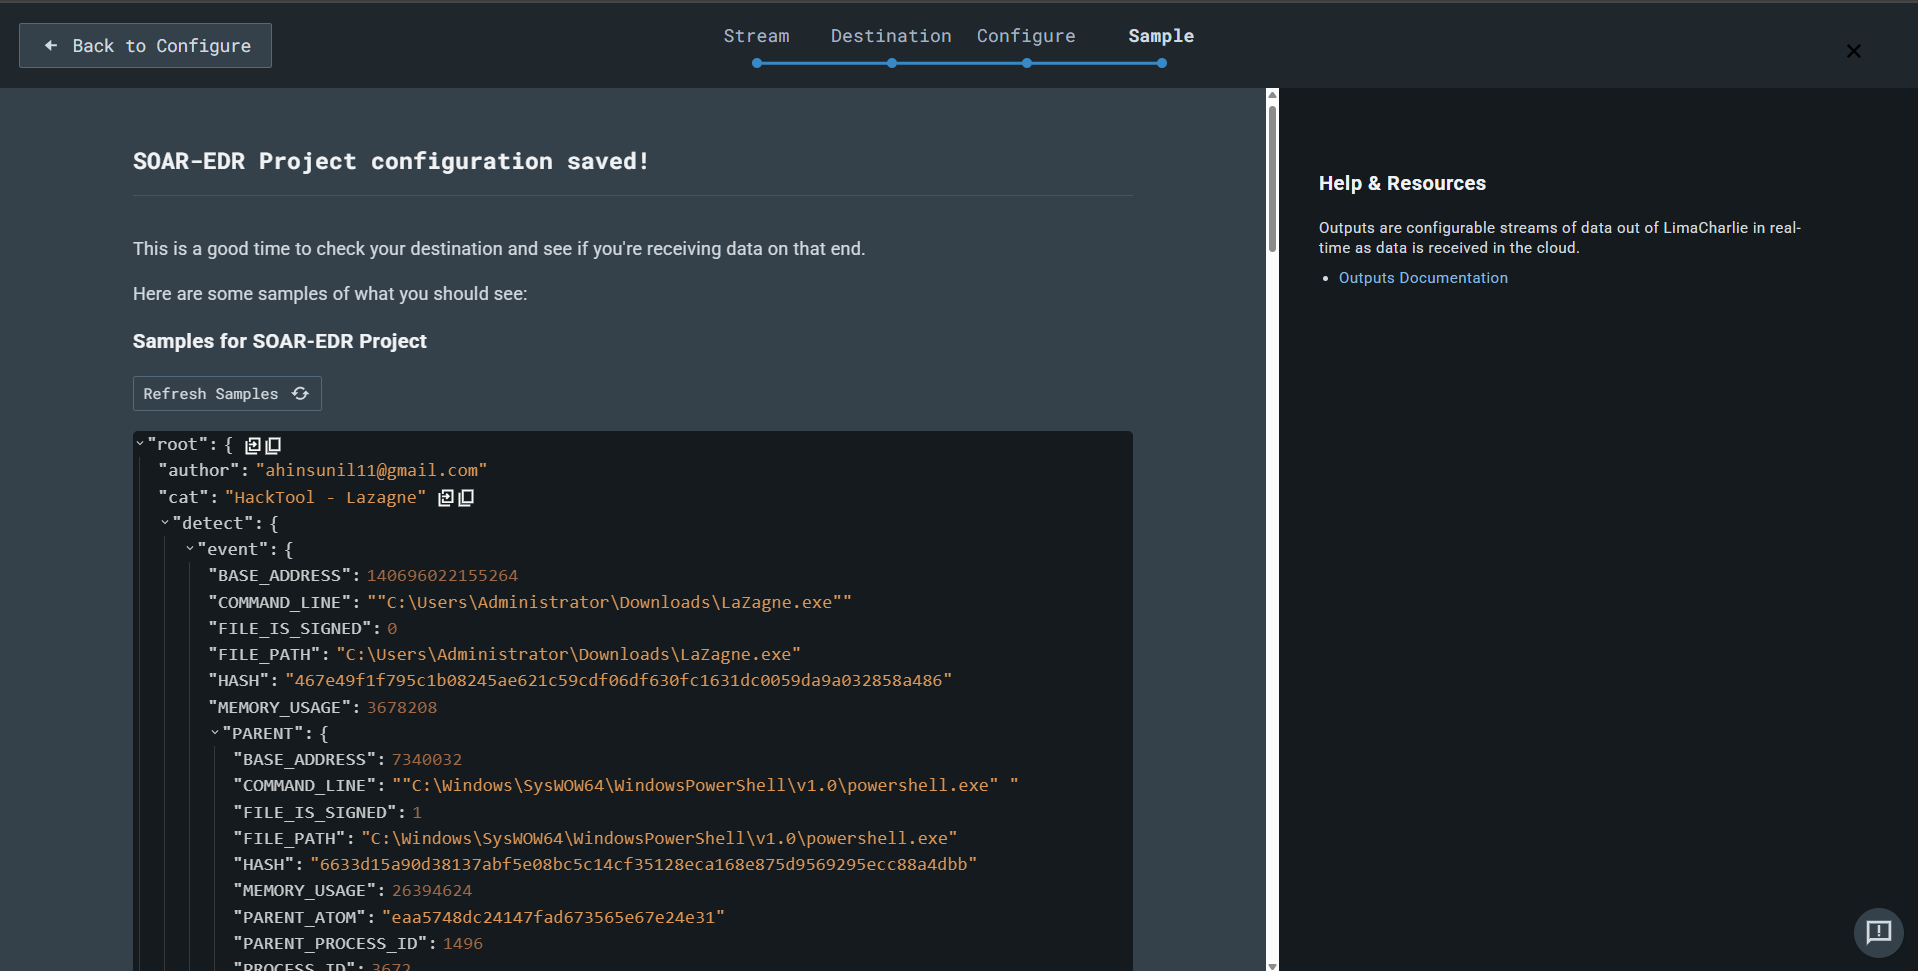 Back to Configure
Stream Destination Configure Sample
SOAR-EDR Project configuration saved!
This is a good time to check your destination and see if you're receiving data on that end.
Here are some samples of what you should see:
Samples for SOAR-EDR Project
Refresh Samples
"root": {
"author": "ahinsunil11@gmail.com"
"cat": "HackTool - Lazagne"
"detect": {
"event": {
"BASE_ADDRESS": 140696022155264
"COMMAND_LINE": ""C:\Users\Administrator\Downloads\LaZagne.exe""
"FILE_IS_SIGNED": 0
"FILE_PATH": "C:\Users\Administrator\Downloads\LaZagne.exe"
"HASH": "467e49f1f795c1b08245ae621c59cdf06df630fc1631dc0059da9a032858a486"
"MEMORY_USAGE": 3678208
"PARENT": {
"BASE_ADDRESS": 7340032
"COMMAND_LINE": ""C:\Windows\SysWOW64\WindowsPowerShell\v1.0\powershell.exe" "
"FILE_IS_SIGNED": 1
"FILE_PATH": "C:\Windows\SysWOW64\WindowsPowerShell\v1.0\powershell.exe"
"HASH": "6633d15a90d38137abf5e08bc5c14cf35128eca168e875d9569295ecc88a4dbb"
"MEMORY_USAGE": 26394624
"PARENT_ATOM": "eaa5748dc24147fad673565e67e24e31"
"PARENT_PROCESS_ID": 1496
"PROCESS_ID": 3672
Help & Resources
Outputs are configurable streams of data out of LimaCharlie in real-
time as data is received in the cloud.
Outputs Documentation